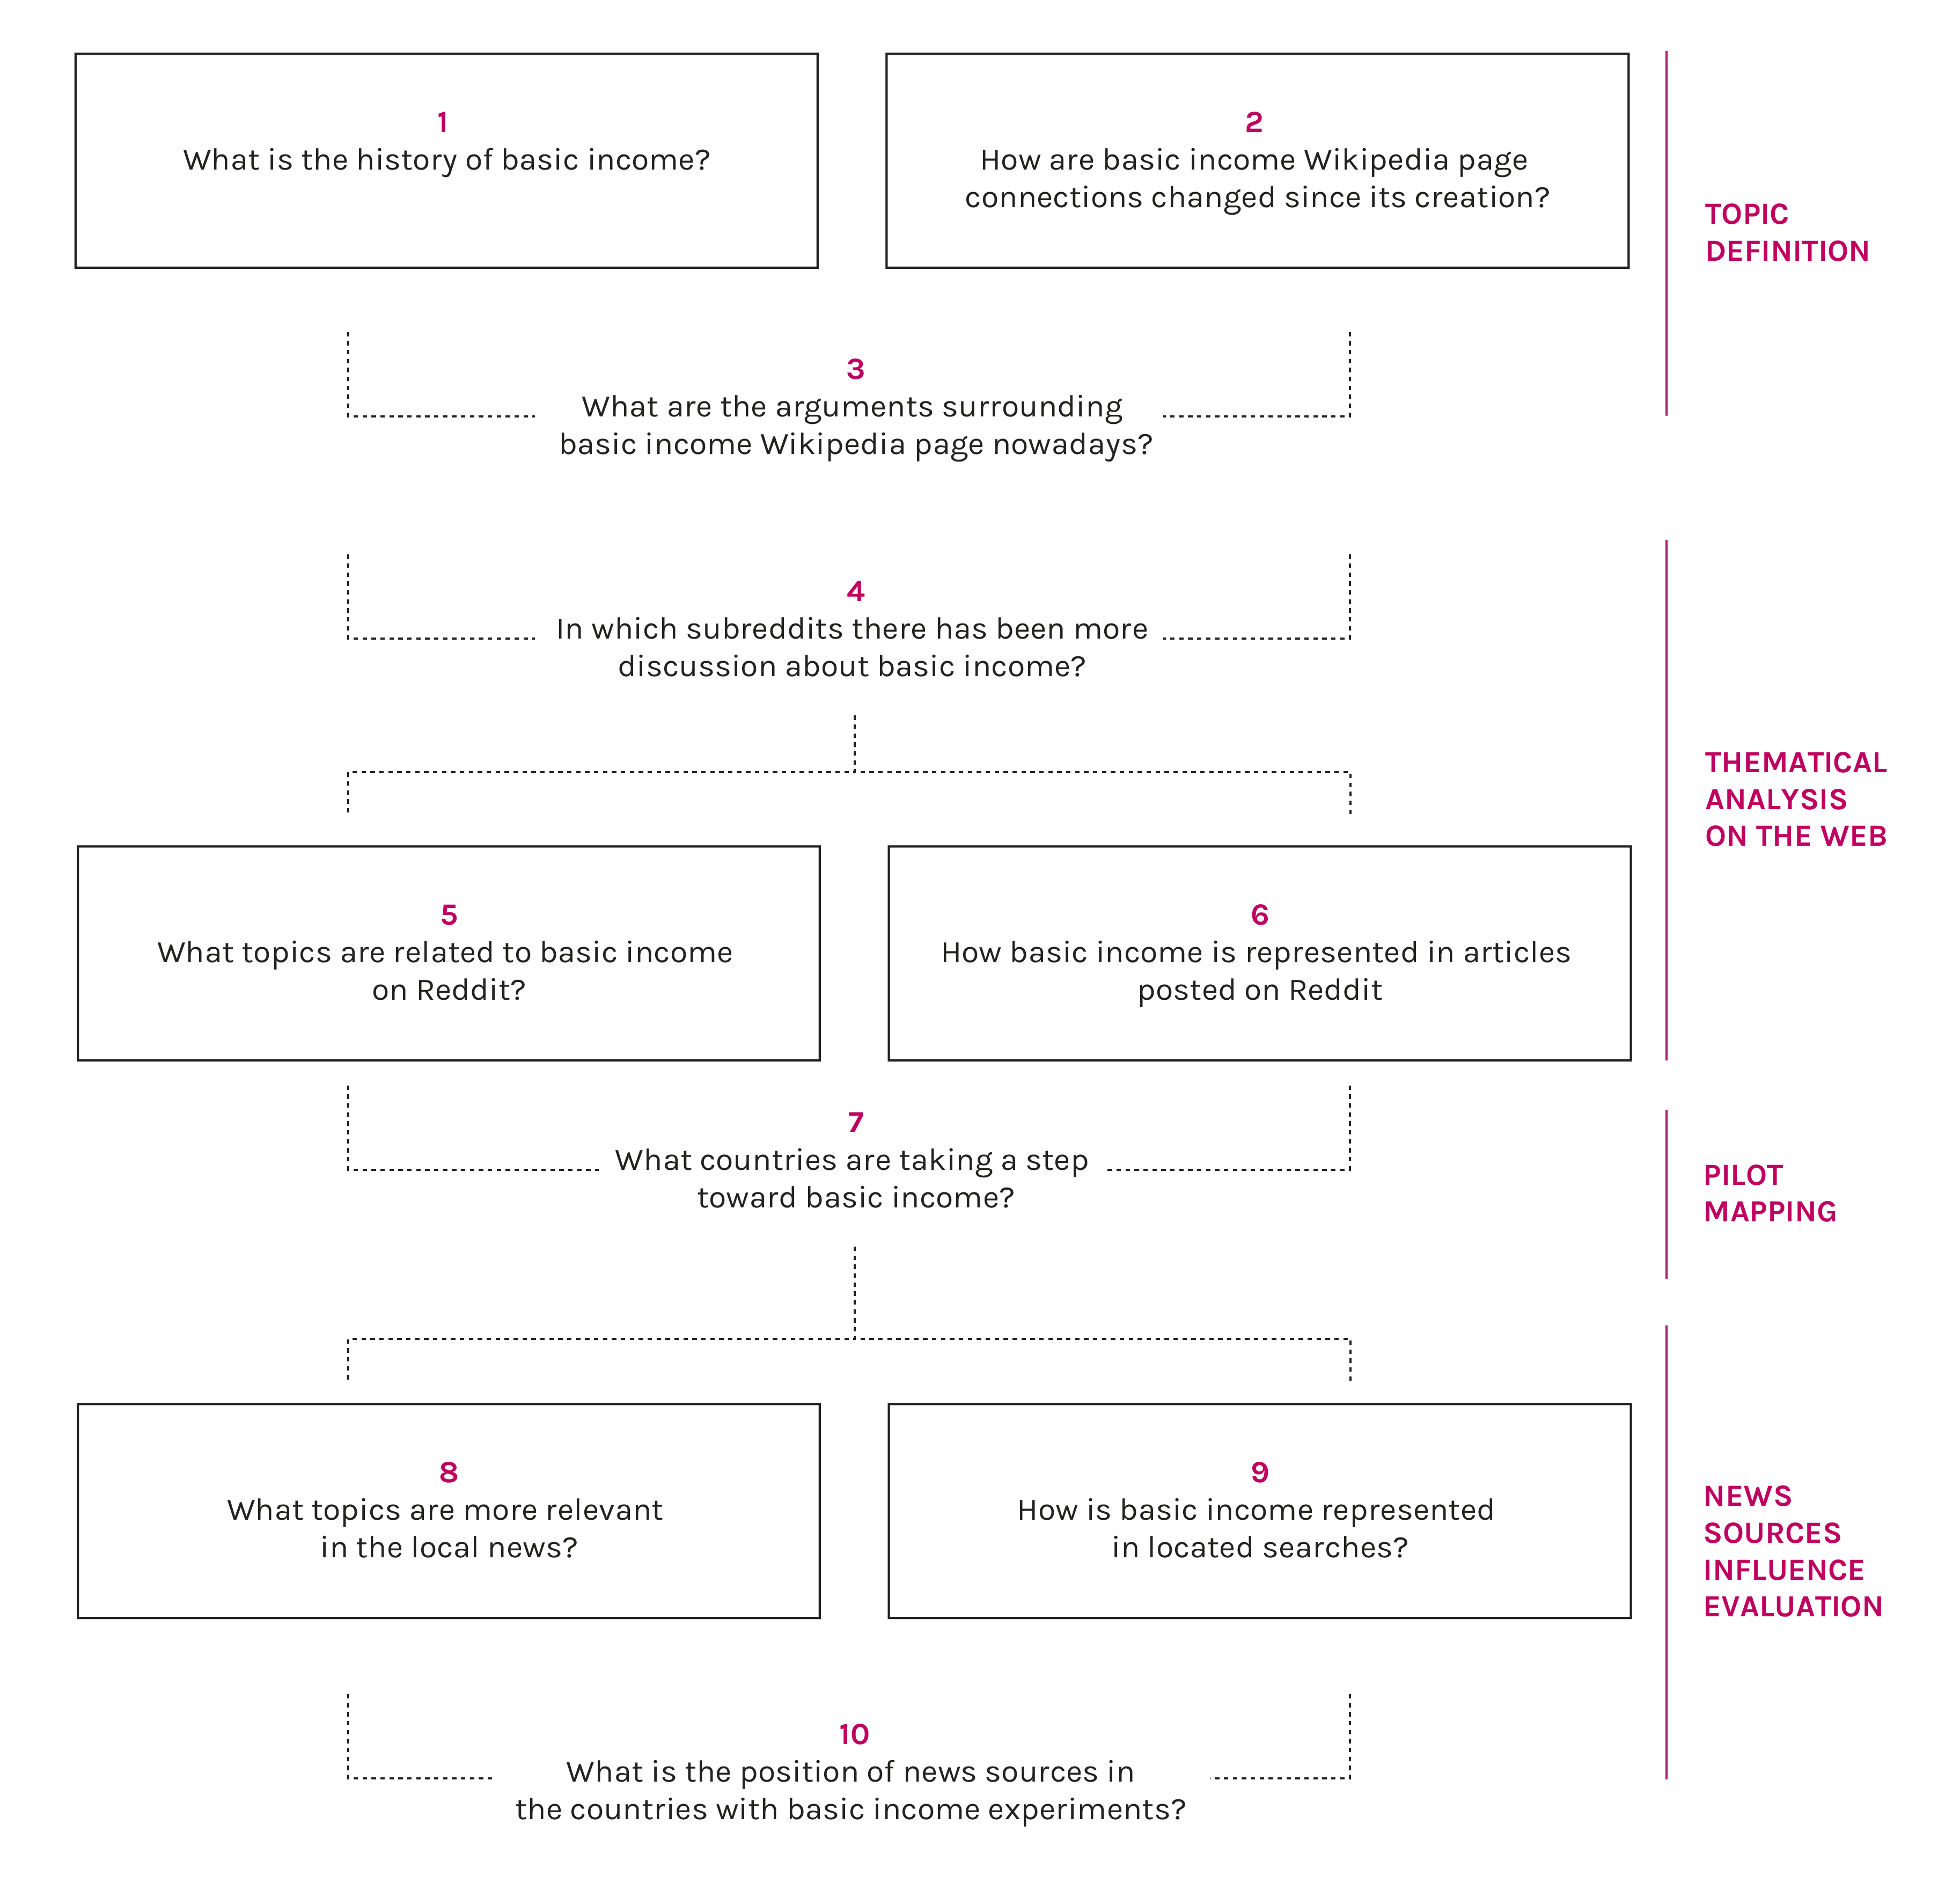 1
What is the history of basic income?
2
How are basic income Wikipedia page
connections changed since its creation?
TOPIC
DEFINITION
3
What are the arguments surrounding
basic income Wikipedia page nowadays?
4
In which subreddits there has been more
discussion about basic income?
THEMATICAL
ANALYSIS
ON THE WEB
5
What topics are related to basic income
on Reddit?
6
How basic income is represented in articles
posted on Reddit
7
What countries are taking a step
toward basic income?
PILOT
MAPPING
8
What topics are more relevant
in the local news?
9
How is basic income represented
in located searches?
NEWS
SOURCES
INFLUENCE
EVALUATION
10
What is the position of news sources in
the countries with basic income experiments?